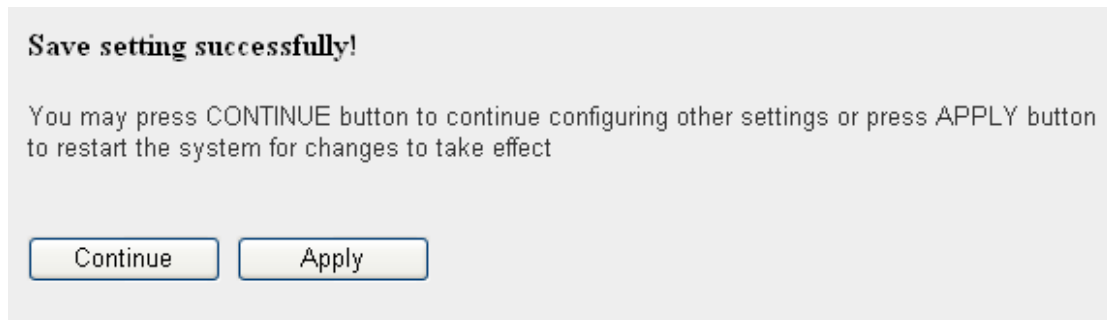 Save setting successfully!
You may press CONTINUE button to continue configuring other settings or press APPLY button
to restart the system for changes to take effect
Continue
Apply